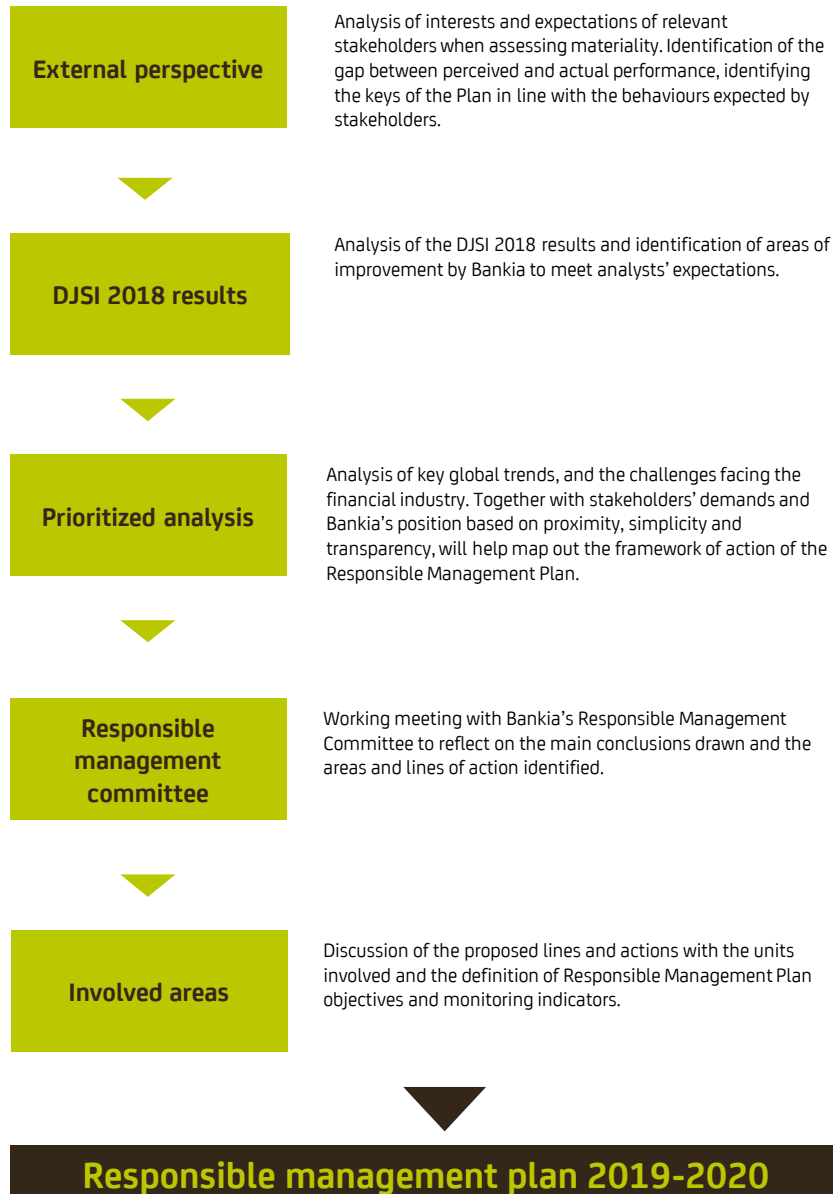 External perspective
Analysis of interests and expectations of relevant
stakeholders when assessing materiality. Identification of the
gap between perceived and actual performance, identifying
the keys of the Plan in line with the behaviours expected by
stakeholders.
DJSI 2018 results
Analysis of the DJSI 2018 results and identification of areas of
improvement by Bankia to meet analysts’ expectations.
Prioritized analysis
Analysis of key global trends, and the challenges facing the
financial industry. Together with stakeholders’ demands and
Bankia’s position based on proximity, simplicity and
transparency, will help map out the framework of action of the
Responsible Management Plan.
Responsible
management
committee
Working meeting with Bankia’s Responsible Management
Committee to reflect on the main conclusions drawn and the
areas and lines of action identified.
Involved areas
Discussion of the proposed lines and actions with the units
involved and the definition of Responsible Management Plan
objectives and monitoring indicators.
Responsible management plan 2019-2020